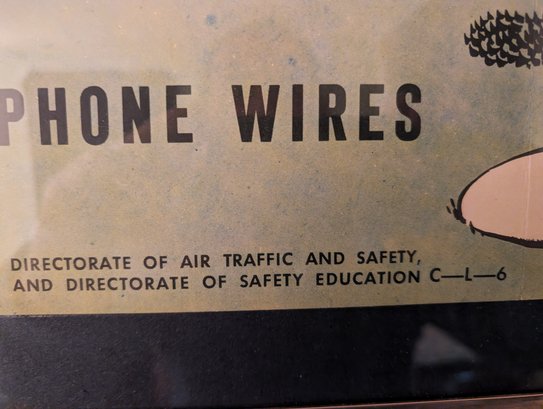 PHONE WIRES
DIRECTORATE OF AIR TRAFFIC AND SAFETY,
AND DIRECTORATE OF SAFETY EDUCATION C—L—6